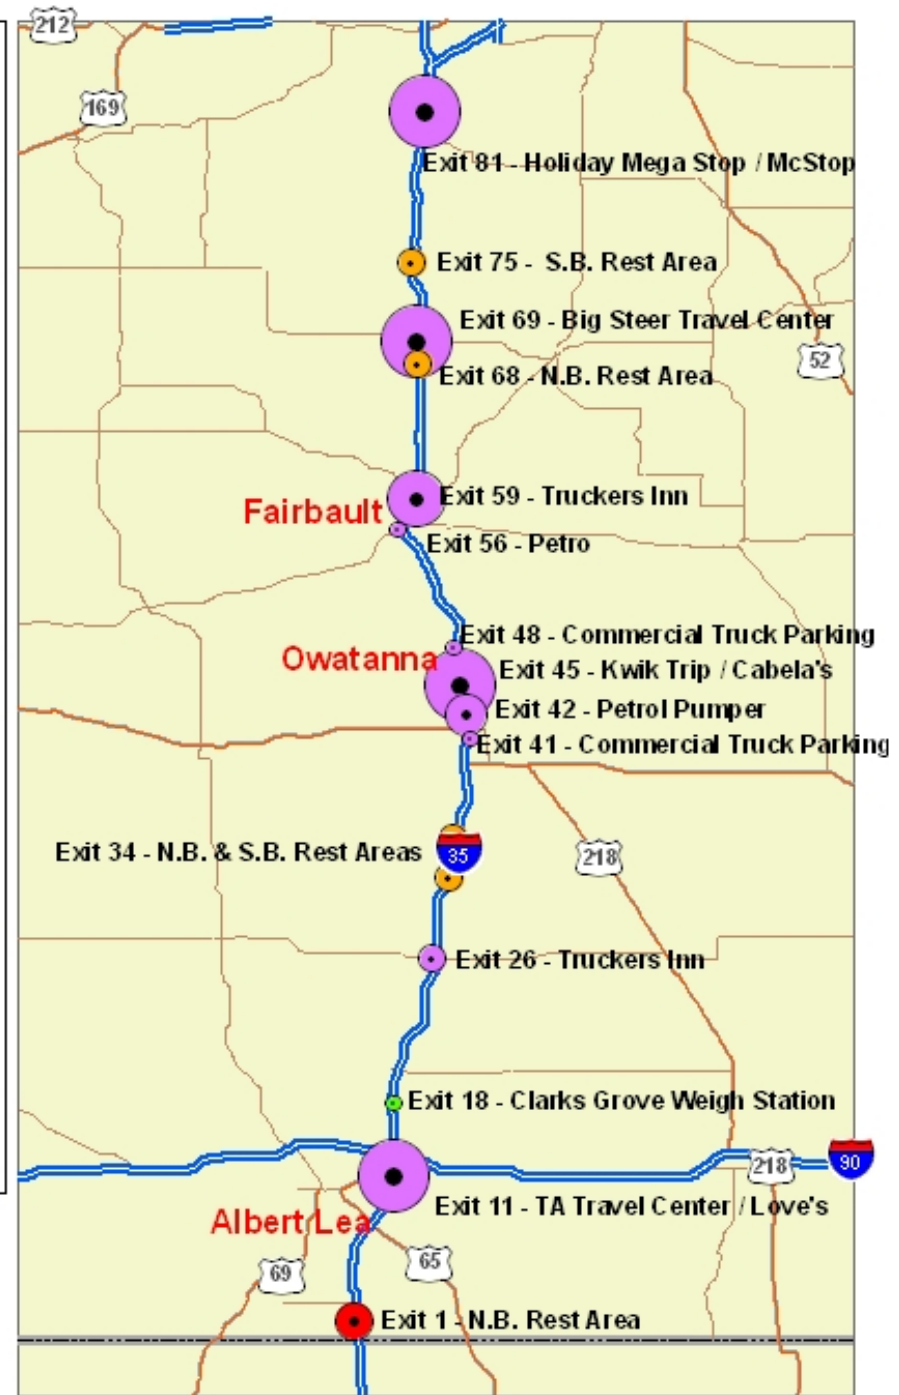 212
169
Exit 81 - Holiday Mega Stop / McStop
Exit 75 - S.B. Rest Area
Exit 69 - Big Steer Travel Center
52
Exit 68 - N.B. Rest Area
Exit 59 - Truckers Inn
Fairbault
Exit 56 - Petro
Exit 48 - Commercial Truck Parking
Owatanna
Exit 45 - Kwik Trip / Cabela's
Exit 42 - Petrol Pumper
Exit 41 - Commercial Truck Parking
Exit 34 - N.B. & S.B. Rest Areas
35
218
Exit 26 - Truckers Inn
Exit 18 - Clarks Grove Weigh Station
218
90
Exit 11 - TA Travel Center / Love's
Albert Lea
69
65
Exit 1 - N.B. Rest Area